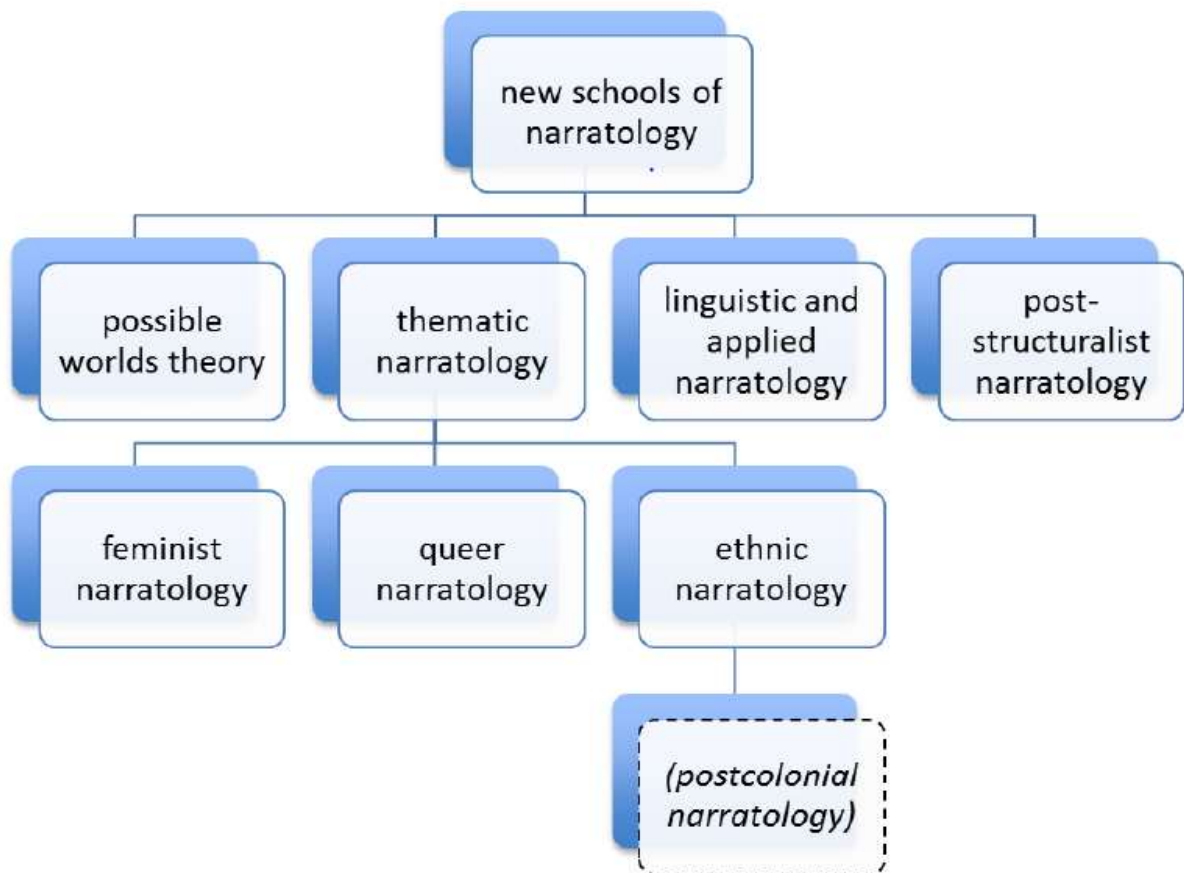 new schools of
narratology
possible
worlds theory
thematic
narratology
linguistic and
applied
narratology
post-
structuralist
narratology
feminist
narratology
queer
narratology
ethnic
narratology
(postcolonial
narratology)